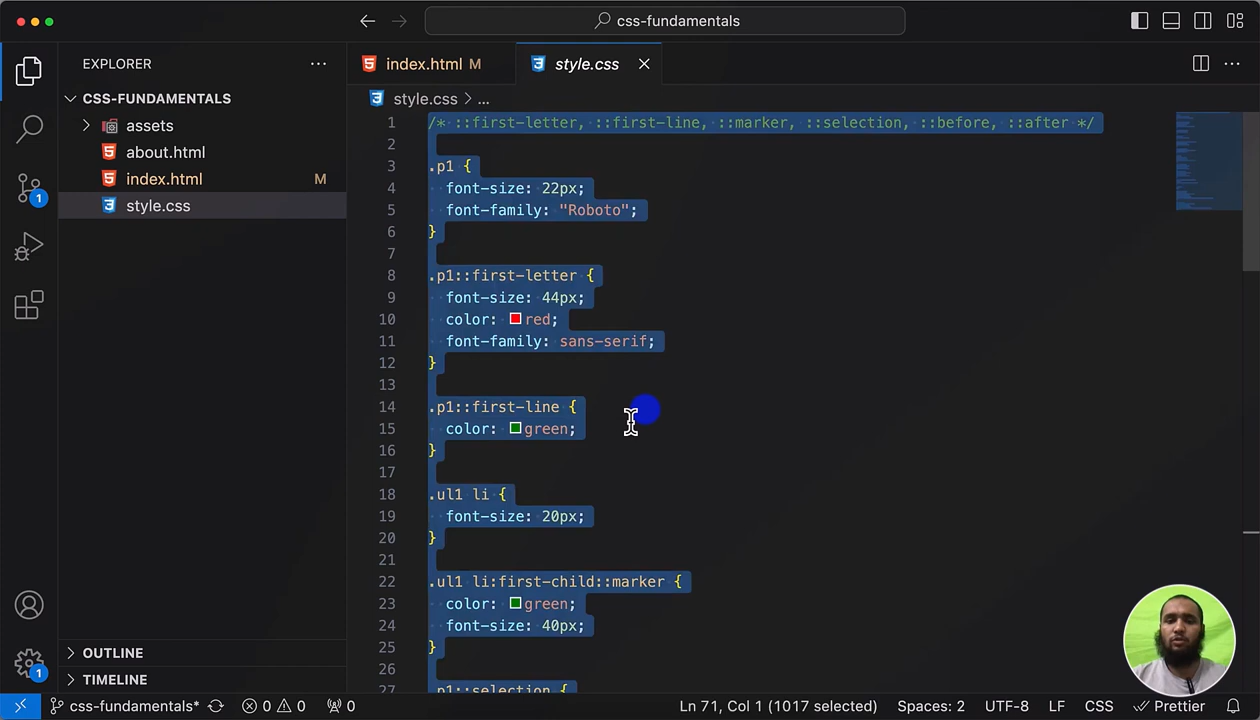 css-fundamentals
EXPLORER
index.html M
style.css
CSS-FUNDAMENTALS
style.css > ...
assets
about.html
index.html M
style.css
1 /* ::first-letter, ::first-line, ::marker, ::selection, ::before, ::after */
2
3 .p1 {
4 font-size: 22px;
5 font-family: "Roboto";
6 }
7
8 .p1::first-letter {
9 font-size: 44px;
10 color: red;
11 font-family: sans-serif;
12 }
13
14 .p1::first-line {
15 color: green;
16 }
17
18 .ul1 li {
19 font-size: 20px;
20 }
21
22 .ul1 li:first-child::marker {
23 color: green;
24 font-size: 40px;
25 }
26
27 .p1::selection {
1
1
OUTLINE
TIMELINE
css-fundamentals* 0 0 0 Ln 71, Col 1 (1017 selected) Spaces: 2 UTF-8 LF CSS Prettier